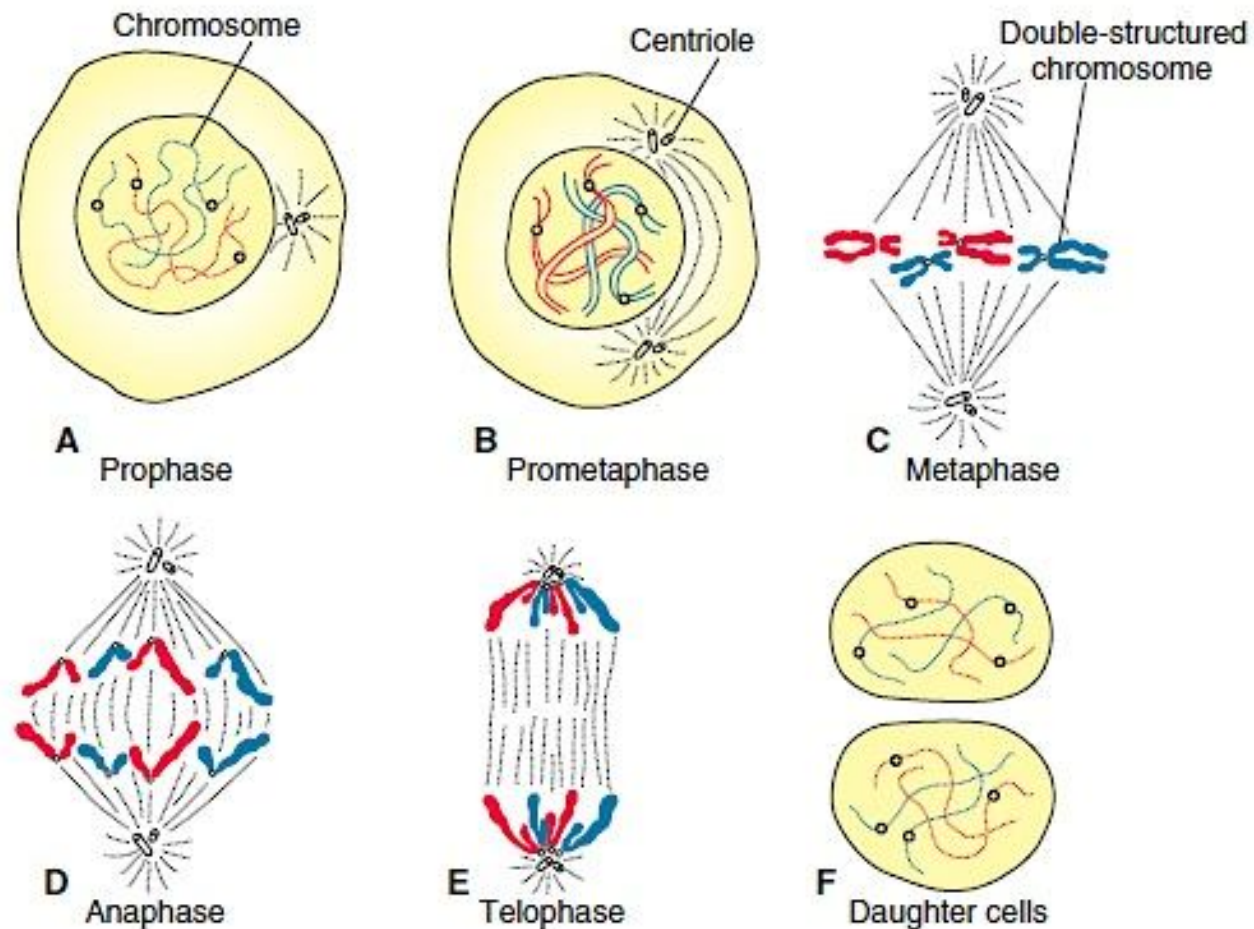 Chromosome
Centriole
Double-structured
chromosome
A
Prophase
B
Prometaphase
C
Metaphase
D
Anaphase
E
Telophase
F
Daughter cells